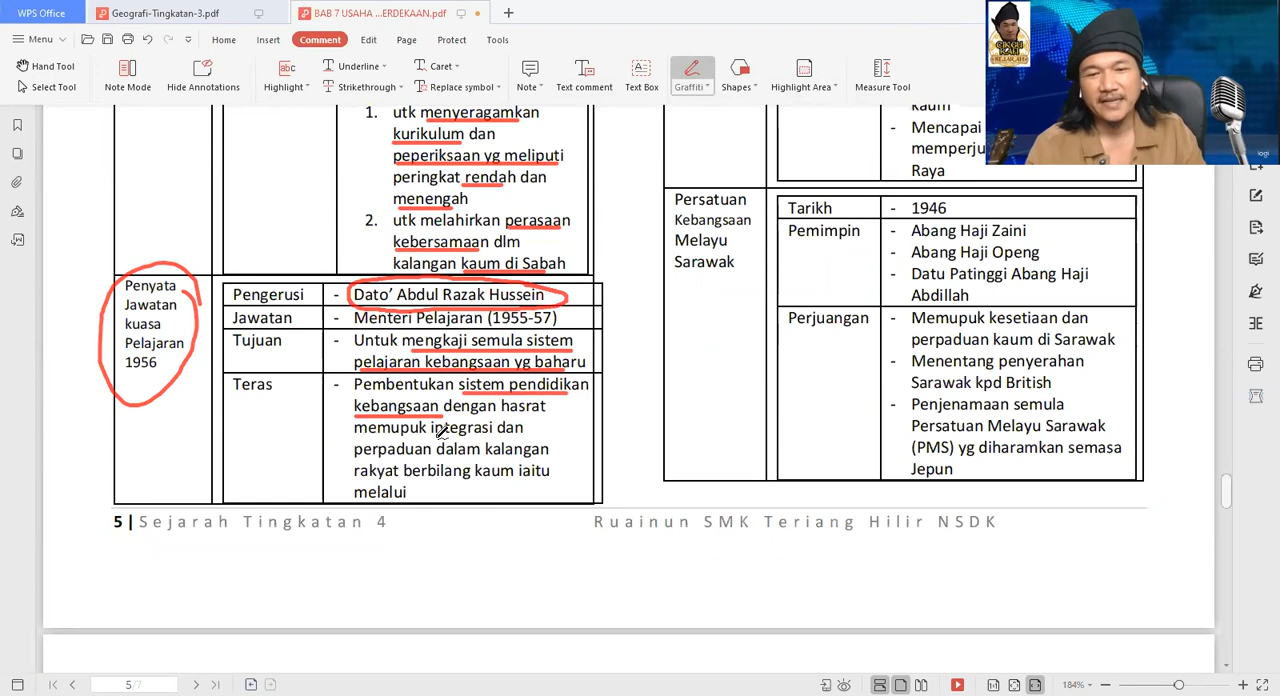 WPS Office
Geografi-Tingkatan-3.pdf
BAB 7 USAHA ...ERDEKAAN.pdf
Menu
Home
Insert
Comment
Edit
Page
Protect
Tools
Hand Tool
Select Tool
Note Mode
Hide Annotations
Highlight
Underline
Strikethrough
Caret
Replace symbol
Note
Text comment
Text Box
Graffiti
Shapes
Highlight Area
Measure Tool
CIKGU
RAH
SEJARAH
logi
1. utk menyeragamkan
kurikulum dan
peperiksaan yg meliputi
peringkat rendah dan
menengah
2. utk melahirkan perasaan
kebersamaan dlm
kalangan kaum di Sabah
Penyata
Jawatan
kuasa
Pelajaran
1956
Pengerusi - Dato' Abdul Razak Hussein
Jawatan - Menteri Pelajaran (1955-57)
Tujuan - Untuk mengkaji semula sistem
pelajaran kebangsaan yg baharu
Teras - Pembentukan sistem pendidikan
kebangsaan dengan hasrat
memupuk integrasi dan
perpaduan dalam kalangan
rakyat berbilang kaum iaitu
melalui
kaum
- Mencapai
memperju
Raya
Persatuan
Kebangsaan
Melayu
Sarawak
Tarikh - 1946
Pemimpin - Abang Haji Zaini
- Abang Haji Openg
- Datu Patinggi Abang Haji
Abdillah
Perjuangan - Memupuk kesetiaan dan
perpaduan kaum di Sarawak
- Menentang penyerahan
Sarawak kpd British
- Penjenamaan semula
Persatuan Melayu Sarawak
(PMS) yg diharamkan semasa
Jepun
5 | Sejarah Tingkatan 4
Ruainun SMK Teriang Hilir NSDK
5/7
184%